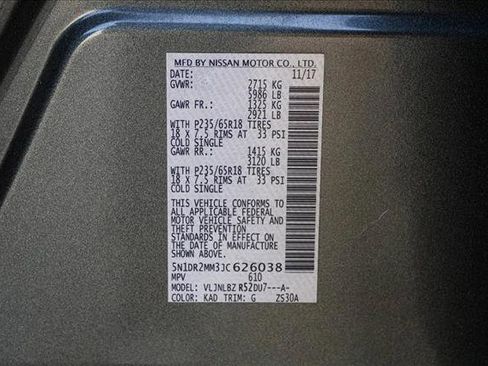 MFD BY NISSAN MOTOR CO., LTD.
DATE: 11/17
GVWR: 2715 KG
5986 LB
GAWR FR.: 1325 KG
2921 LB
WITH P235/65R18 TIRES
18 X 7.5 RIMS AT 33 PSI
COLD SINGLE
GAWR RR.: 1415 KG
3120 LB
WITH P235/65R18 TIRES
18 X 7.5 RIMS AT 33 PSI
COLD SINGLE
THIS VEHICLE CONFORMS TO
ALL APPLICABLE FEDERAL
MOTOR VEHICLE SAFETY AND
THEFT PREVENTION
STANDARDS IN EFFECT ON
THE DATE OF MANUFACTURE
SHOWN ABOVE.
5N1DR2MM3JC626038
MPV 610
MODEL: VLJNLBZ R52DU7---A-
COLOR: KAD TRIM: G ZS30A